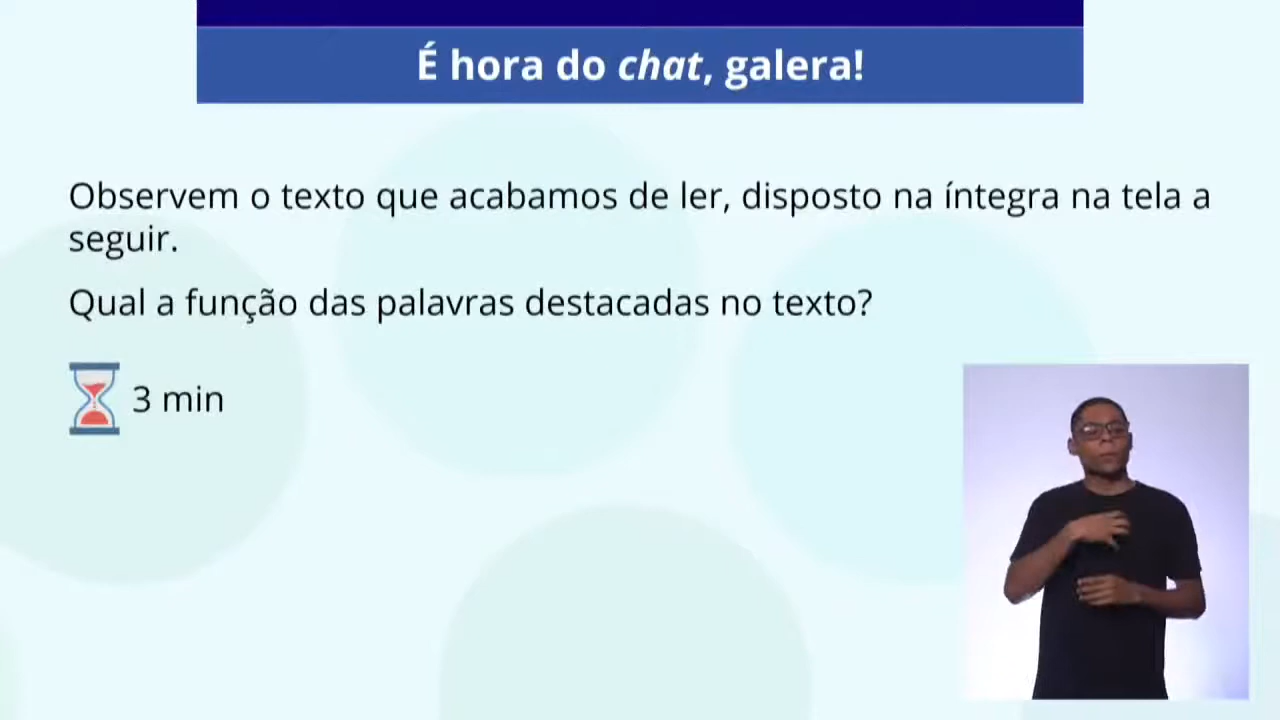 É hora do chat, galera!
Observem o texto que acabamos de ler, disposto na íntegra na tela a
seguir.
Qual a função das palavras destacadas no texto?
3 min